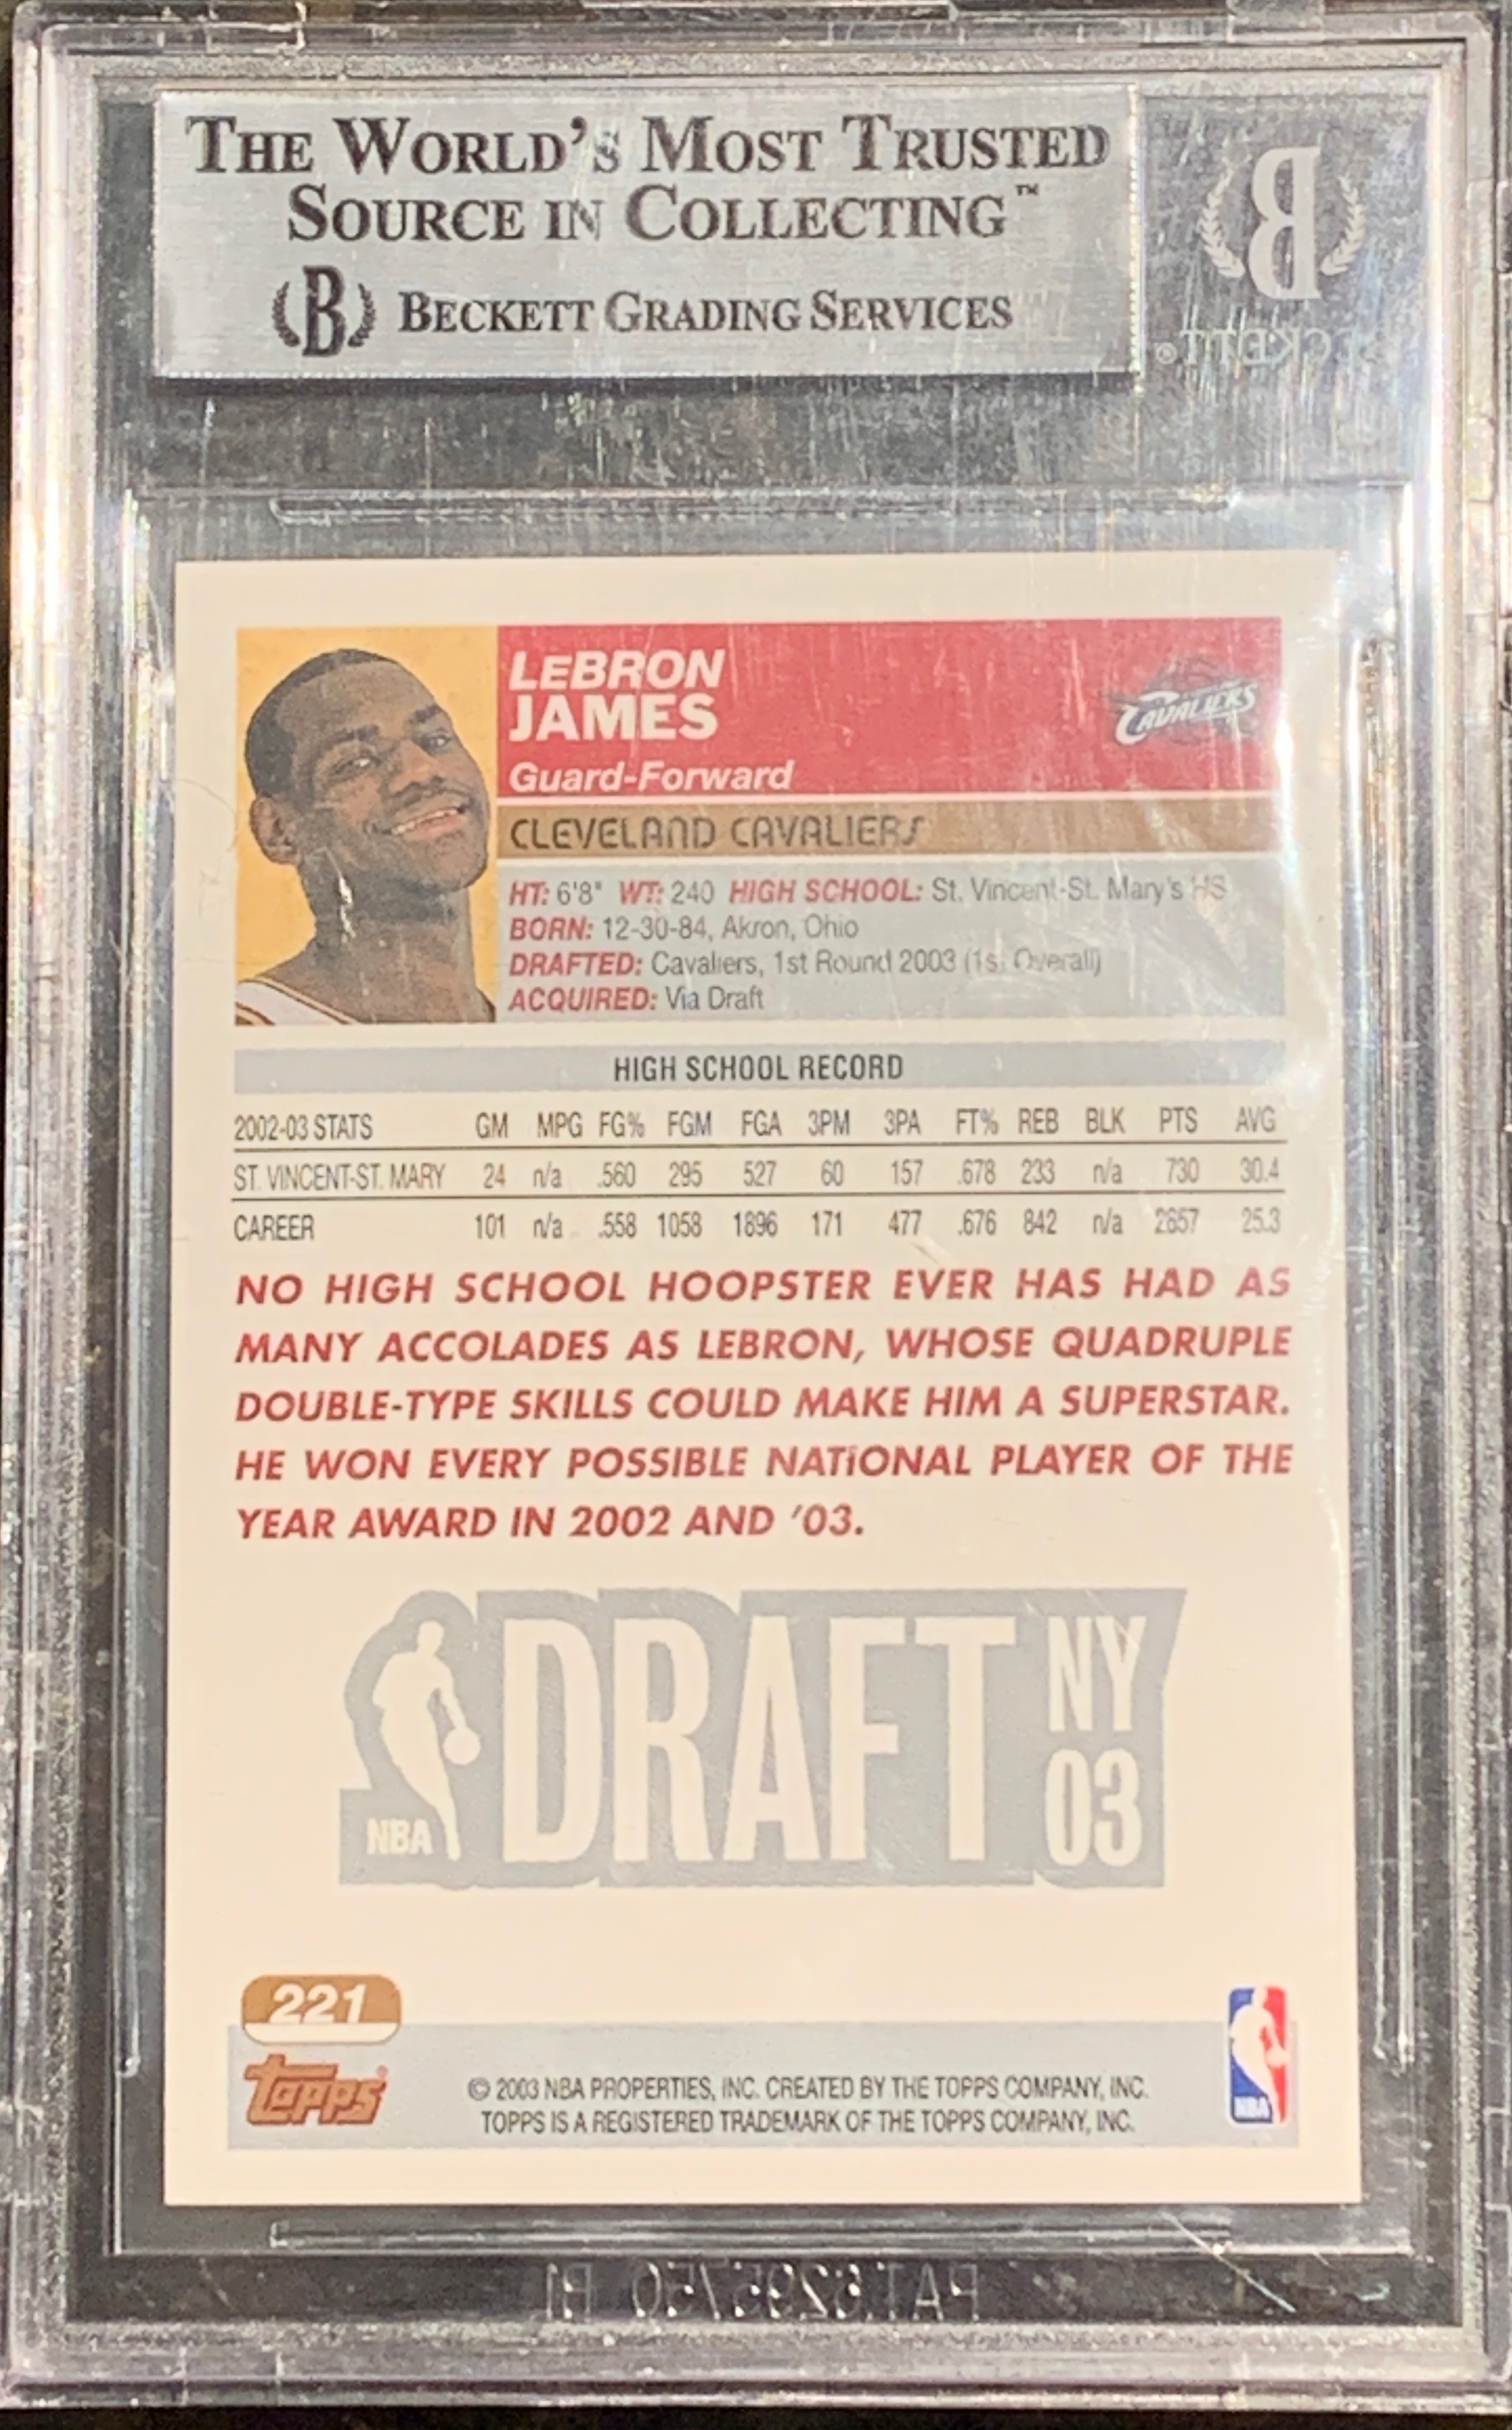 THE WORLD'S MOST TRUSTED
SOURCE IN COLLECTING™
B BECKETT GRADING SERVICES
B
BECKETT®
LEBRON
JAMES
Guard-Forward
CAVALIERS
CLEVELAND CAVALIERS
HT: 6'8" WT: 240 HIGH SCHOOL: St. Vincent-St. Mary's HS
BORN: 12-30-84, Akron, Ohio
DRAFTED: Cavaliers, 1st Round 2003 (1st Overall)
ACQUIRED: Via Draft
HIGH SCHOOL RECORD
2002-03 STATS GM MPG FG% FGM FGA 3PM 3PA FT% REB BLK PTS AVG
ST. VINCENT-ST. MARY 24 n/a .560 295 527 60 157 .678 233 n/a 730 30.4
CAREER 101 n/a .558 1058 1896 171 477 .676 842 n/a 2657 25.3
NO HIGH SCHOOL HOOPSTER EVER HAS HAD AS
MANY ACCOLADES AS LEBRON, WHOSE QUADRUPLE
DOUBLE-TYPE SKILLS COULD MAKE HIM A SUPERSTAR.
HE WON EVERY POSSIBLE NATIONAL PLAYER OF THE
YEAR AWARD IN 2002 AND '03.
NBA DRAFT NY 03
221
Topps®
© 2003 NBA PROPERTIES, INC. CREATED BY THE TOPPS COMPANY, INC.
TOPPS IS A REGISTERED TRADEMARK OF THE TOPPS COMPANY, INC.
NBA
PAT.6295750 B1